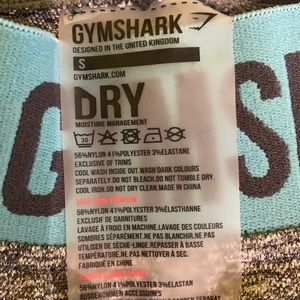 GYMSHARK
DESIGNED IN THE UNITED KINGDOM
S
GYMSHARK.COM
DRY
MOISTURE MANAGEMENT
30
56%NYLON 41%POLYESTER 3%ELASTANE
EXCLUSIVE OF TRIMS
COOL WASH INSIDE OUT.WASH DARK COLOURS
SEPARATELY.DO NOT BLEACH.DO NOT TUMBLE DRY.
COOL IRON.DO NOT DRY CLEAN.MADE IN CHINA
56%NYLON 41%POLYESTER 3%ÉLASTHANNE
EXCLUSIF DE GARNITURES
LAVAGE À FROID EN MACHINE.LAVAGE DES COULEURS
SOMBRES SÉPAREMENT.NE PAS BLANCHIR.NE PAS
UTILISER DE SÈCHE-LINGE.REPASSER À BASSE
TEMPÉRATURE.NE PAS NETTOYER À SEC.
FABRIQUÉ EN CHINE
56%NYLON 41%POLYESTER 3%ELASTAN
AUSGENOMMEN ACCESSOIRES
G
S